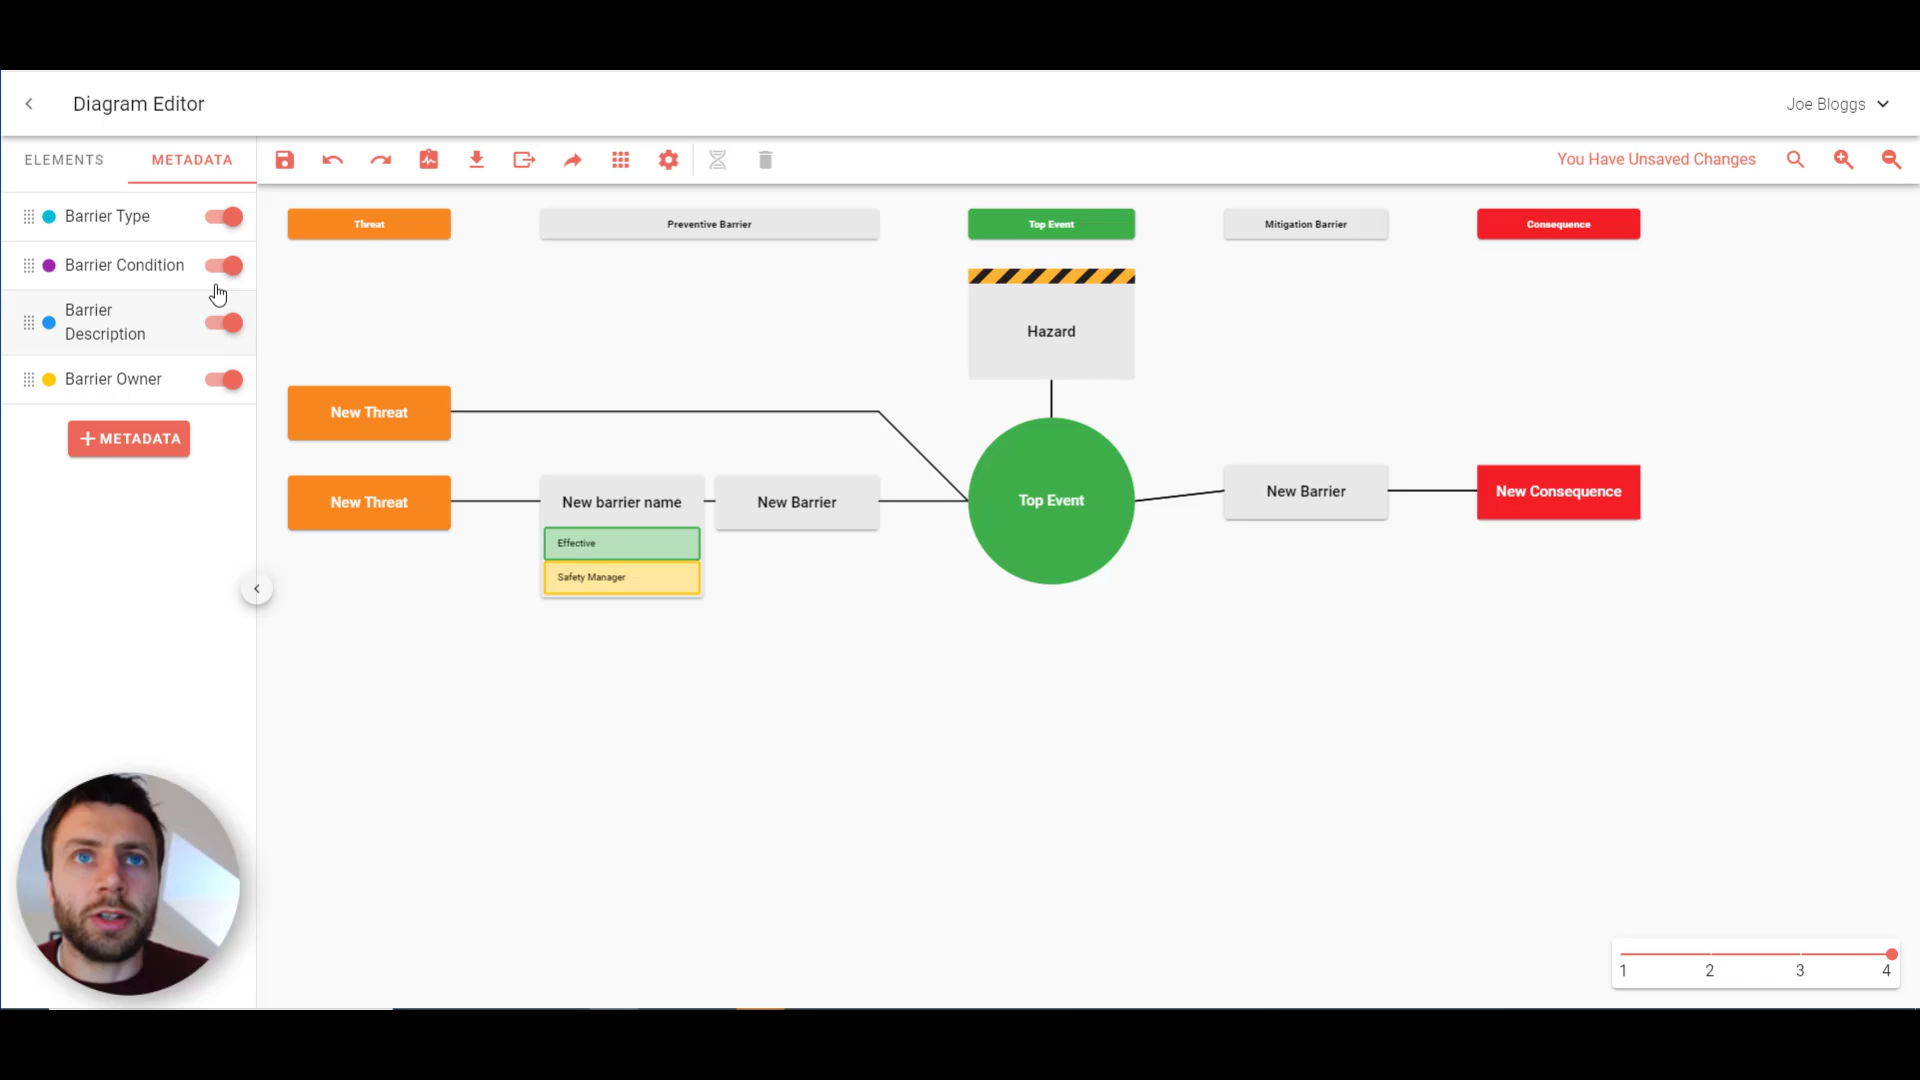 Diagram Editor
Joe Bloggs
ELEMENTS
METADATA
You Have Unsaved Changes
Barrier Type
Barrier Condition
Barrier
Description
Barrier Owner
METADATA
Threat
Preventive Barrier
Top Event
Mitigation Barrier
Consequence
Hazard
New Threat
New Threat
New barrier name
New Barrier
Top Event
New Barrier
New Consequence
Effective
Safety Manager
1 2 3 4